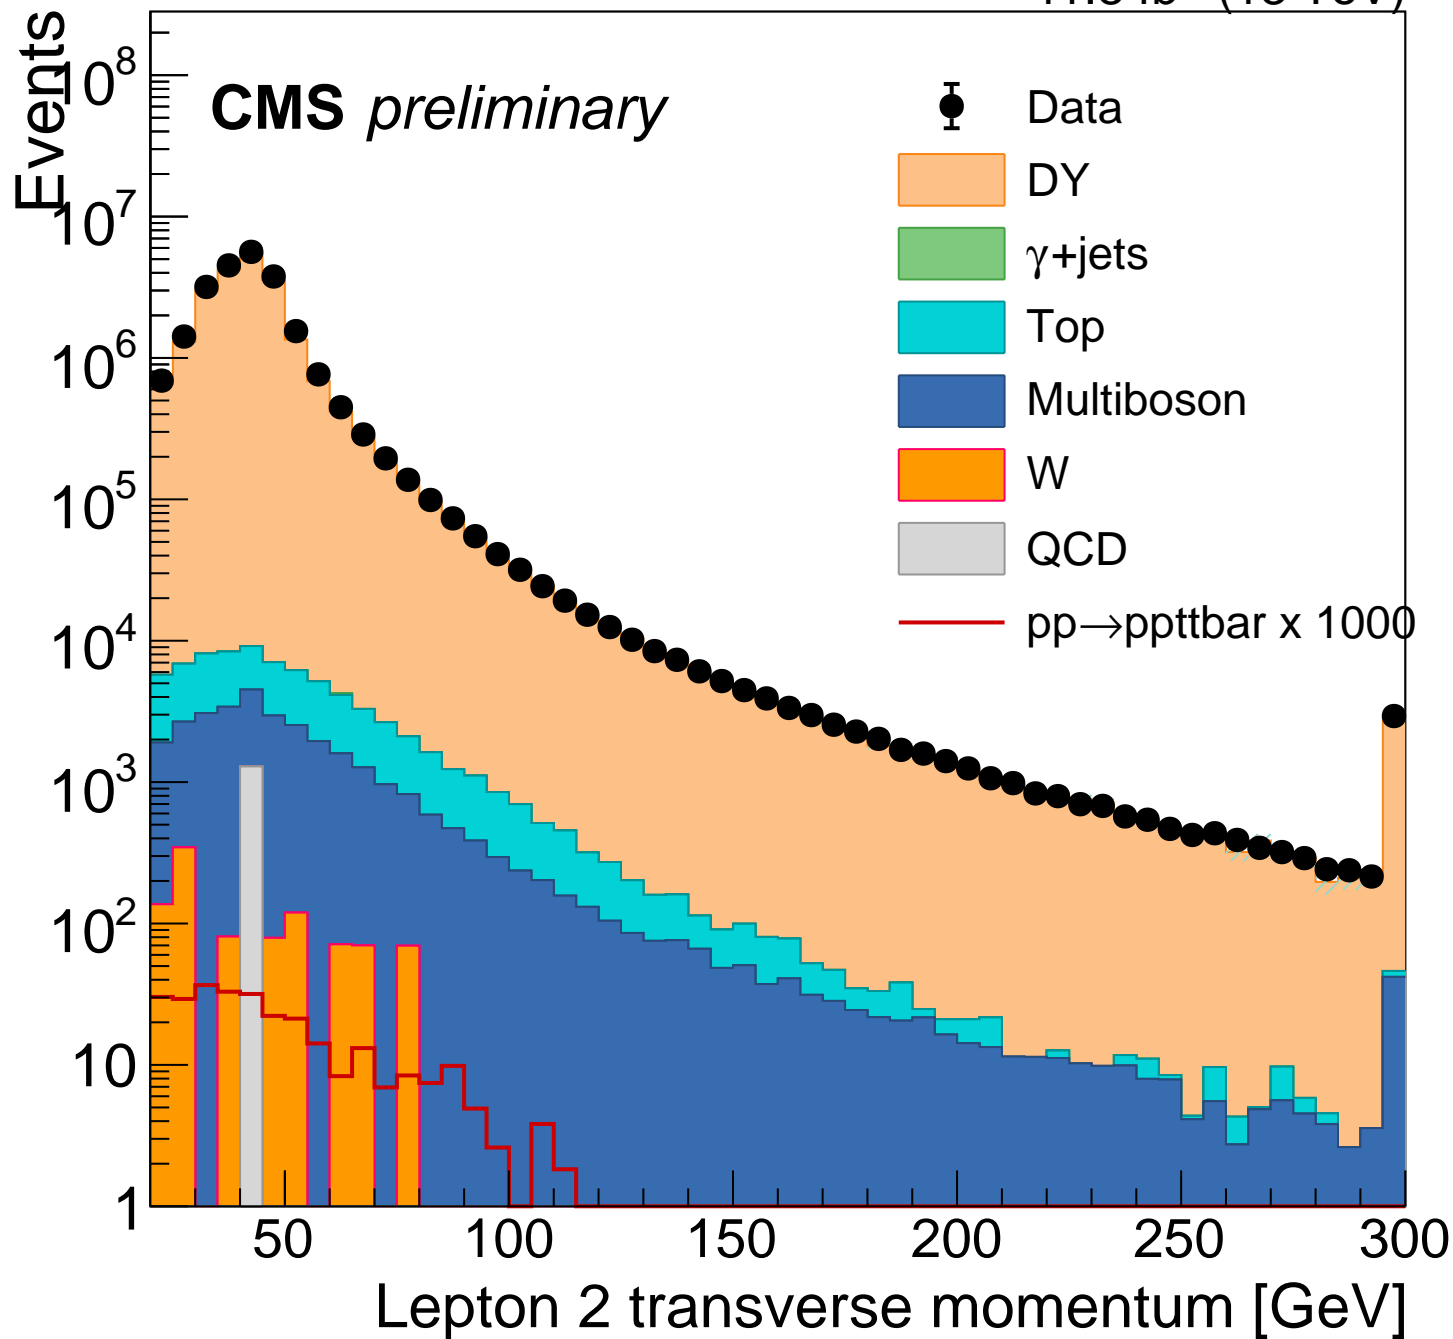 (13 TeV)
Events
CMS preliminary
Data
DY
γ+jets
Top
Multiboson
W
QCD
pp→ppttbar x 1000
10^8
10^7
10^6
10^5
10^4
10^3
10^2
10
1
50 100 150 200 250 300
Lepton 2 transverse momentum [GeV]